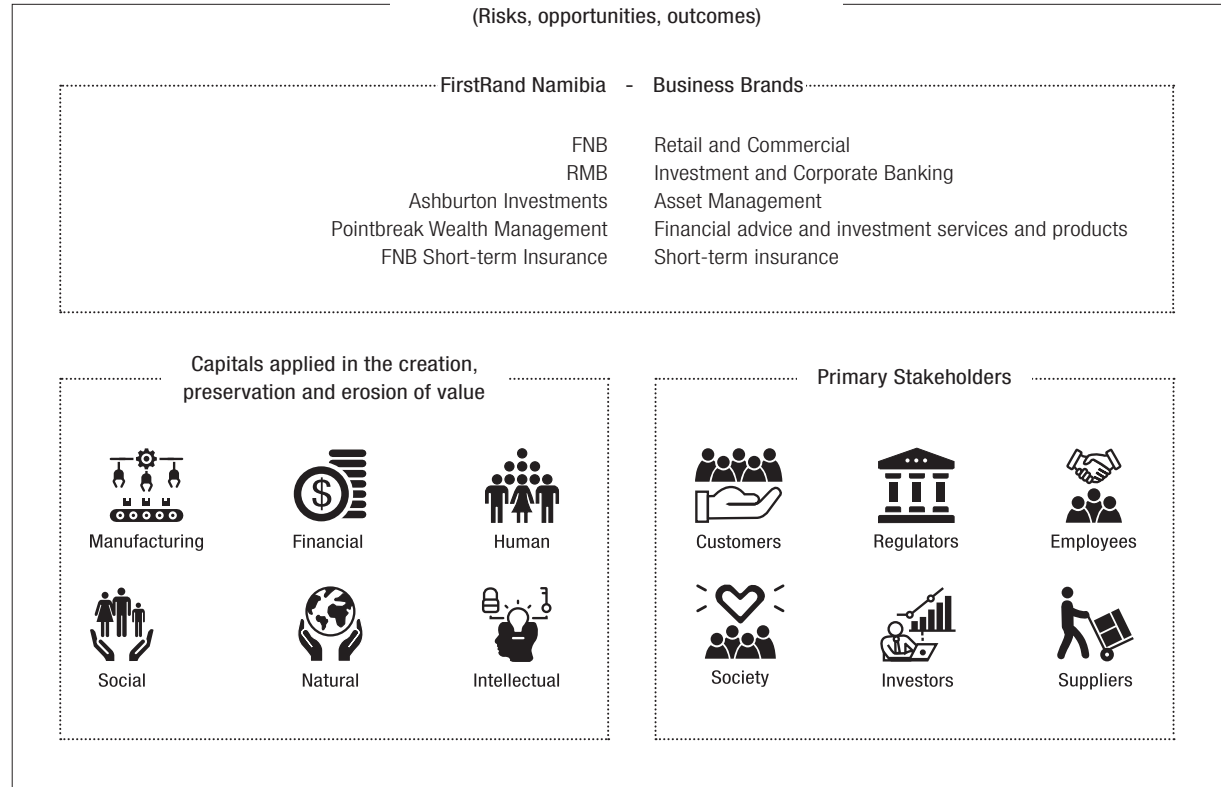 (Risks, opportunities, outcomes)
FirstRand Namibia - Business Brands
FNB Retail and Commercial
RMB Investment and Corporate Banking
Ashburton Investments Asset Management
Pointbreak Wealth Management Financial advice and investment services and products
FNB Short-term Insurance Short-term insurance
Capitals applied in the creation,
preservation and erosion of value
Manufacturing Financial Human
Social Natural Intellectual
Primary Stakeholders
Customers Regulators Employees
Society Investors Suppliers